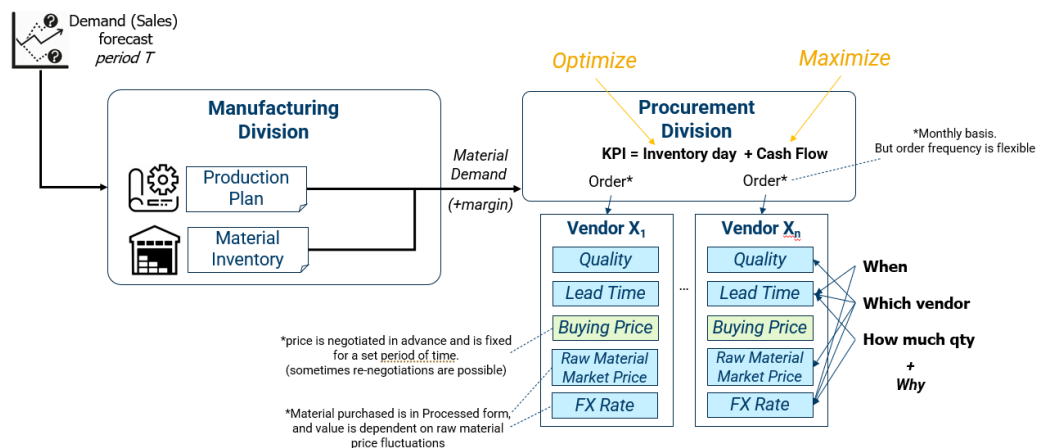 Demand (Sales)
forecast
period T
Manufacturing
Division
Production
Plan
Material
Inventory
Material
Demand
(+margin)
Optimize
Maximize
Procurement
Division
KPI = Inventory day + Cash Flow
Order*
Order*
*Monthly basis.
But order frequency is flexible
Vendor X1
Quality
Lead Time
Buying Price
Raw Material
Market Price
FX Rate
...
Vendor Xn
Quality
Lead Time
Buying Price
Raw Material
Market Price
FX Rate
When
Which vendor
How much qty
+
Why
*price is negotiated in advance and is fixed
for a set period of time.
(sometimes re-negotiations are possible)
*Material purchased is in Processed form,
and value is dependent on raw material
price fluctuations